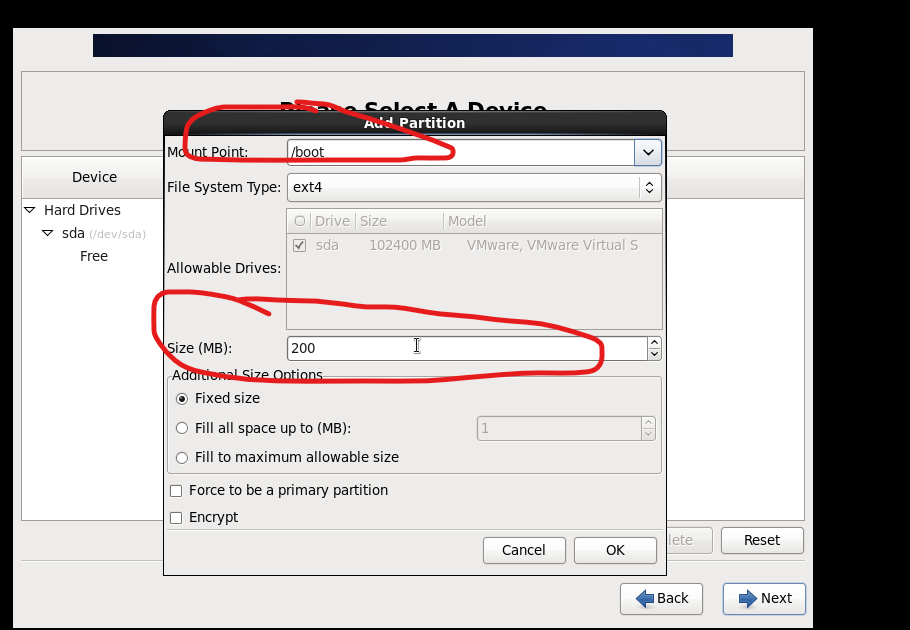 Please Select A Device
Add Partition
Mount Point: /boot
File System Type: ext4
Device
Drive Size Model
Hard Drives
sda (/dev/sda)
sda 102400 MB VMware, VMware Virtual S
Free
Allowable Drives:
Size (MB): 200
Additional Size Options
Fixed size
Fill all space up to (MB): 1
Fill to maximum allowable size
Force to be a primary partition
Encrypt
Cancel OK
Reset
Back Next